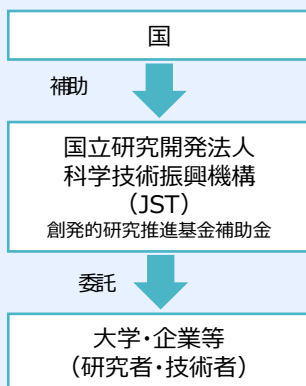 国
補助
国立研究開発法人
科学技術振興機構
（JST）
創発的研究推進基金補助金
委託
大学・企業等
（研究者・技術者）